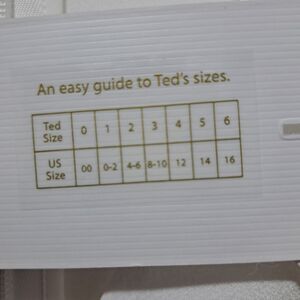 An easy guide to Ted's sizes.
Ted Size 0 1 2 3 4 5 6
US Size 00 0-2 4-6 8-10 12 14 16